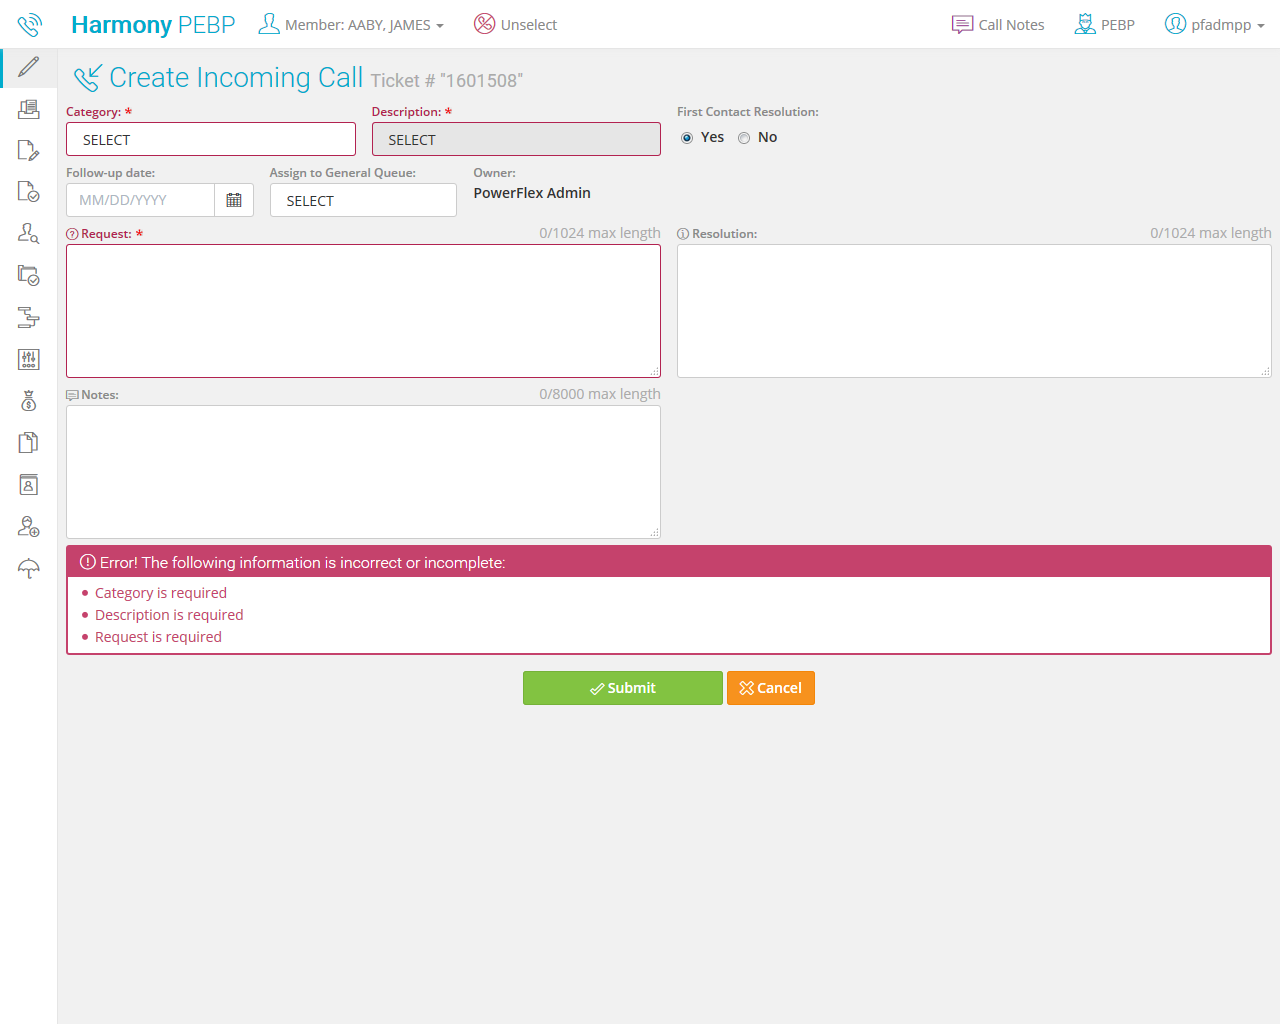 Harmony PEBP Member: AABY, JAMES Unselect Call Notes PEBP pfadmpp
Create Incoming Call Ticket # "1601508"
Category: * Description: * First Contact Resolution:
SELECT SELECT Yes No
Follow-up date: Assign to General Queue: Owner:
MM/DD/YYYY SELECT PowerFlex Admin
Request: * 0/1024 max length Resolution: 0/1024 max length
Notes: 0/8000 max length
Error! The following information is incorrect or incomplete:
Category is required
Description is required
Request is required
Submit Cancel